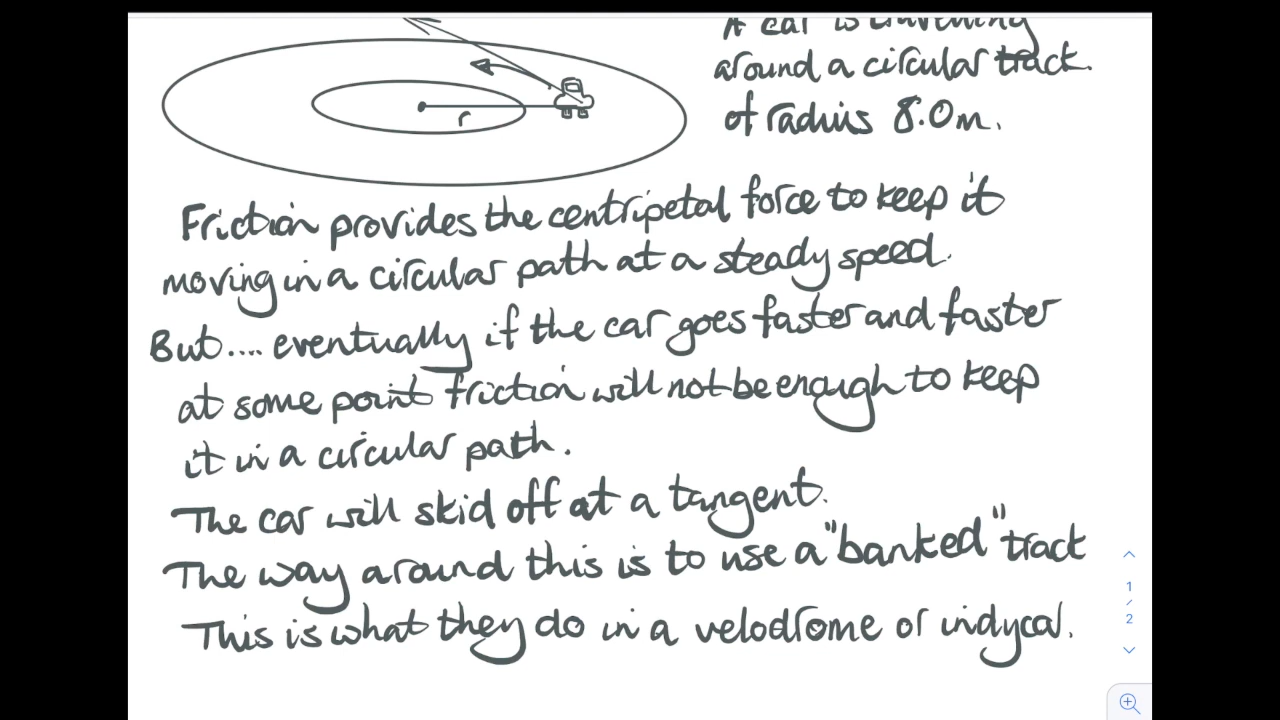 A car is travelling
around a circular track.
of radius 8.0m.
r
Friction provides the centripetal force to keep it
moving in a circular path at a steady speed.
But.... eventually if the car goes faster and faster
at some point friction will not be enough to keep
it in a circular path.
The car will skid off at a tangent.
The way around this is to use a "banked" track
This is what they do in a velodrome or indycar.
1
/
2